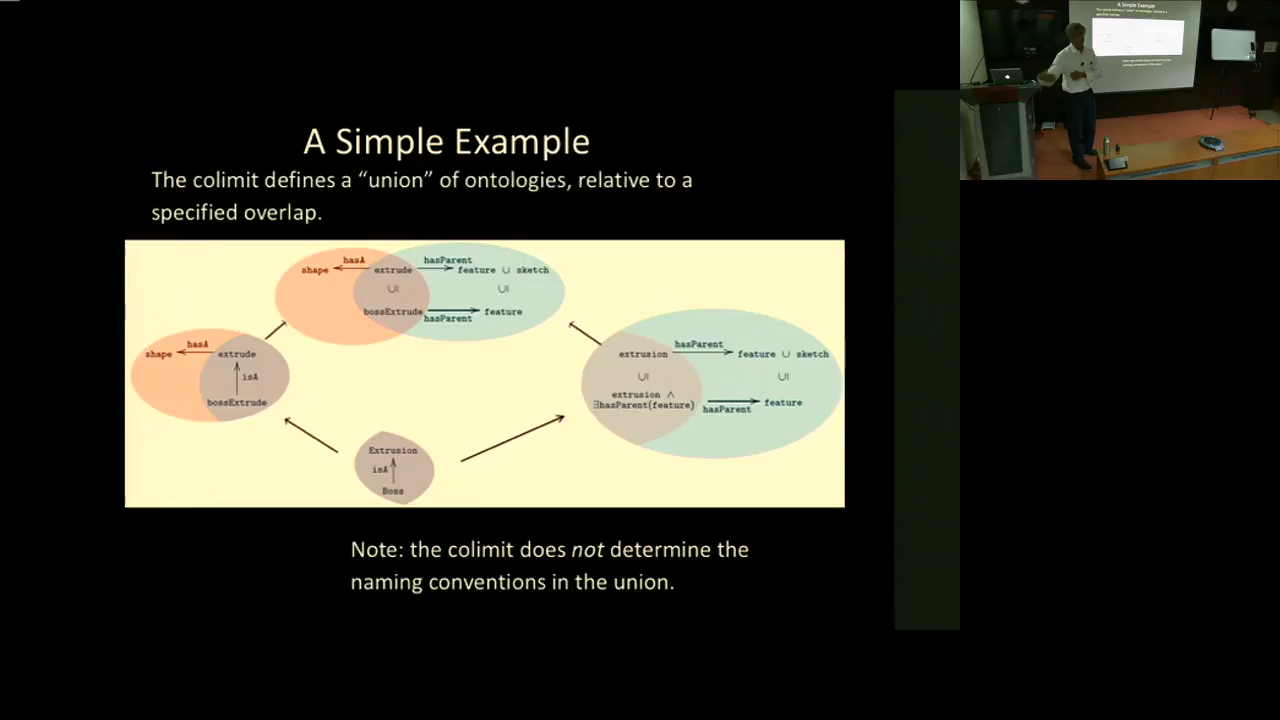 A Simple Example
The colimit defines a “union” of ontologies, relative to a
specified overlap.
hasA hasParent
shape extrude feature ∪ sketch
∪I ∪I
bossExtrude feature
hasParent
hasA
shape extrude
isA
bossExtrude
hasParent
extrusion feature ∪ sketch
∪I ∪I
extrusion ∧
∃hasParent(feature) feature
hasParent
Extrusion
isA
Boss
Note: the colimit does not determine the
naming conventions in the union.
A Simple Example